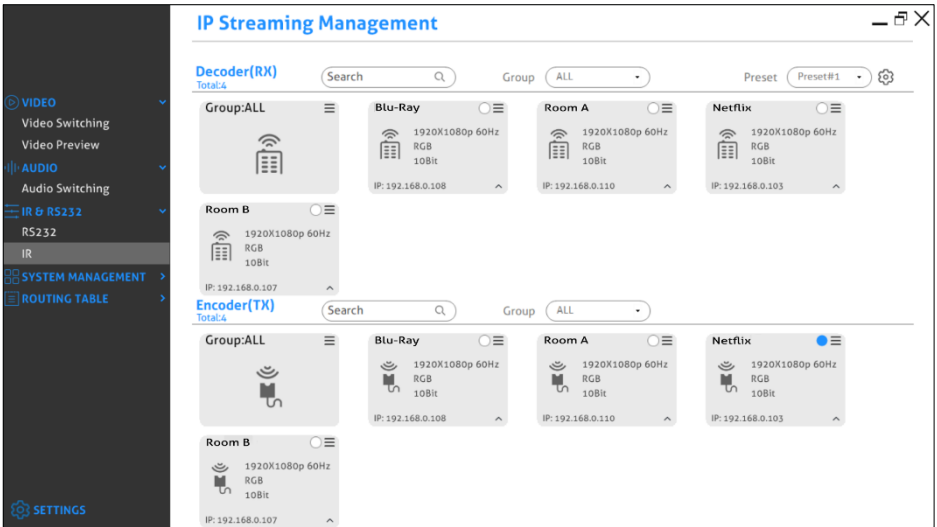 IP Streaming Management
VIDEO
Video Switching
Video Preview
AUDIO
Audio Switching
IR & RS232
RS232
IR
SYSTEM MANAGEMENT
ROUTING TABLE
SETTINGS
Decoder(RX)
Total:4
Search
Group ALL
Preset Preset#1
Group:ALL
Blu-Ray
1920X1080p 60Hz
RGB
10Bit
IP: 192.168.0.108
Room A
1920X1080p 60Hz
RGB
10Bit
IP: 192.168.0.110
Netflix
1920X1080p 60Hz
RGB
10Bit
IP: 192.168.0.103
Room B
1920X1080p 60Hz
RGB
10Bit
IP: 192.168.0.107
Encoder(TX)
Total:4
Search
Group ALL
Group:ALL
Blu-Ray
1920X1080p 60Hz
RGB
10Bit
IP: 192.168.0.108
Room A
1920X1080p 60Hz
RGB
10Bit
IP: 192.168.0.110
Netflix
1920X1080p 60Hz
RGB
10Bit
IP: 192.168.0.103
Room B
1920X1080p 60Hz
RGB
10Bit
IP: 192.168.0.107